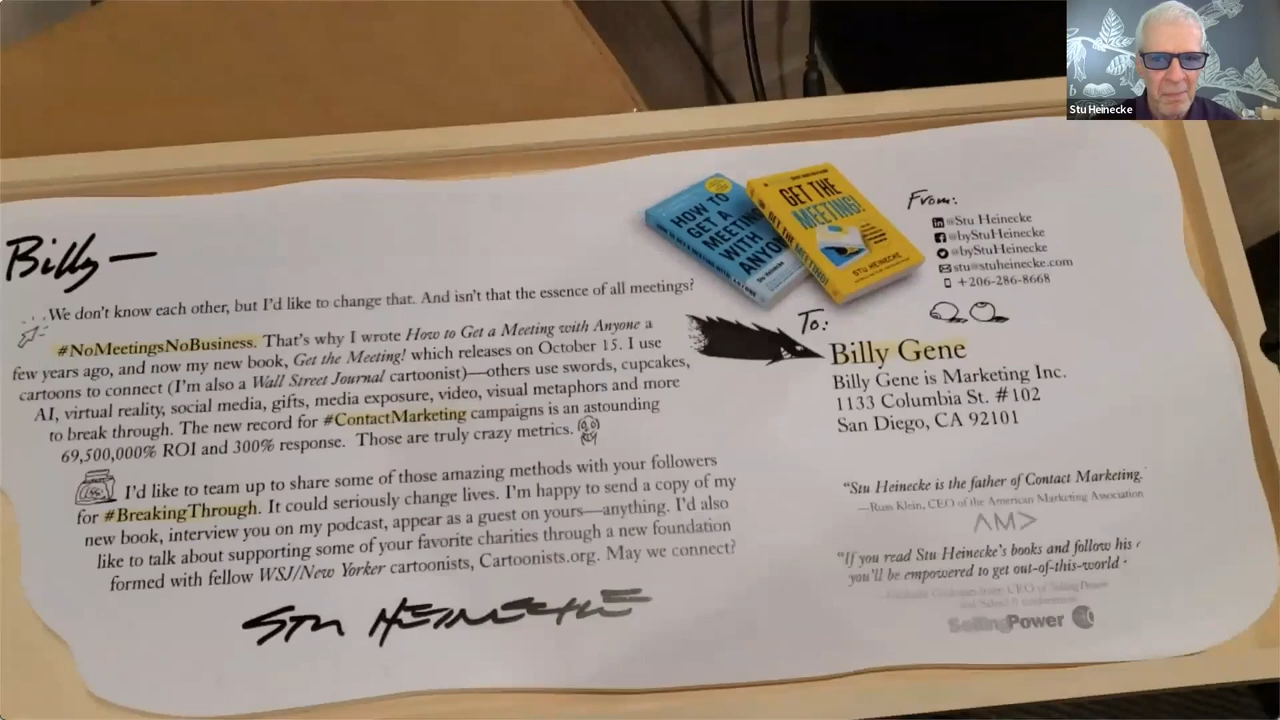 Stu Heinecke
Billy—
We don't know each other, but I'd like to change that. And isn't that the essence of all meetings?
#NoMeetingsNoBusiness. That's why I wrote How to Get a Meeting with Anyone a
few years ago, and now my new book, Get the Meeting! which releases on October 15. I use
cartoons to connect (I'm also a Wall Street Journal cartoonist)—others use swords, cupcakes,
AI, virtual reality, social media, gifts, media exposure, video, visual metaphors and more
to break through. The new record for #ContactMarketing campaigns is an astounding
69,500,000% ROI and 300% response. Those are truly crazy metrics.
I'd like to team up to share some of those amazing methods with your followers
for #BreakingThrough. It could seriously change lives. I'm happy to send a copy of my
new book, interview you on my podcast, appear as a guest on yours—anything. I'd also
like to talk about supporting some of your favorite charities through a new foundation
formed with fellow WSJ/New Yorker cartoonists, Cartoonists.org. May we connect?
STU HEINECKE
HOW TO
GET A
MEETING
WITH
ANYONE
GET THE
MEETING!
STU HEINECKE
From:
@Stu Heinecke
@byStuHeinecke
@byStuHeinecke
stu@stuheinecke.com
+206-286-8668
To:
Billy Gene
Billy Gene is Marketing Inc.
1133 Columbia St. #102
San Diego, CA 92101
"Stu Heinecke is the father of Contact Marketing.
—Russ Klein, CEO of the American Marketing Association
"If you read Stu Heinecke's books and follow his
you'll be empowered to get out-of-this-world
SellingPower